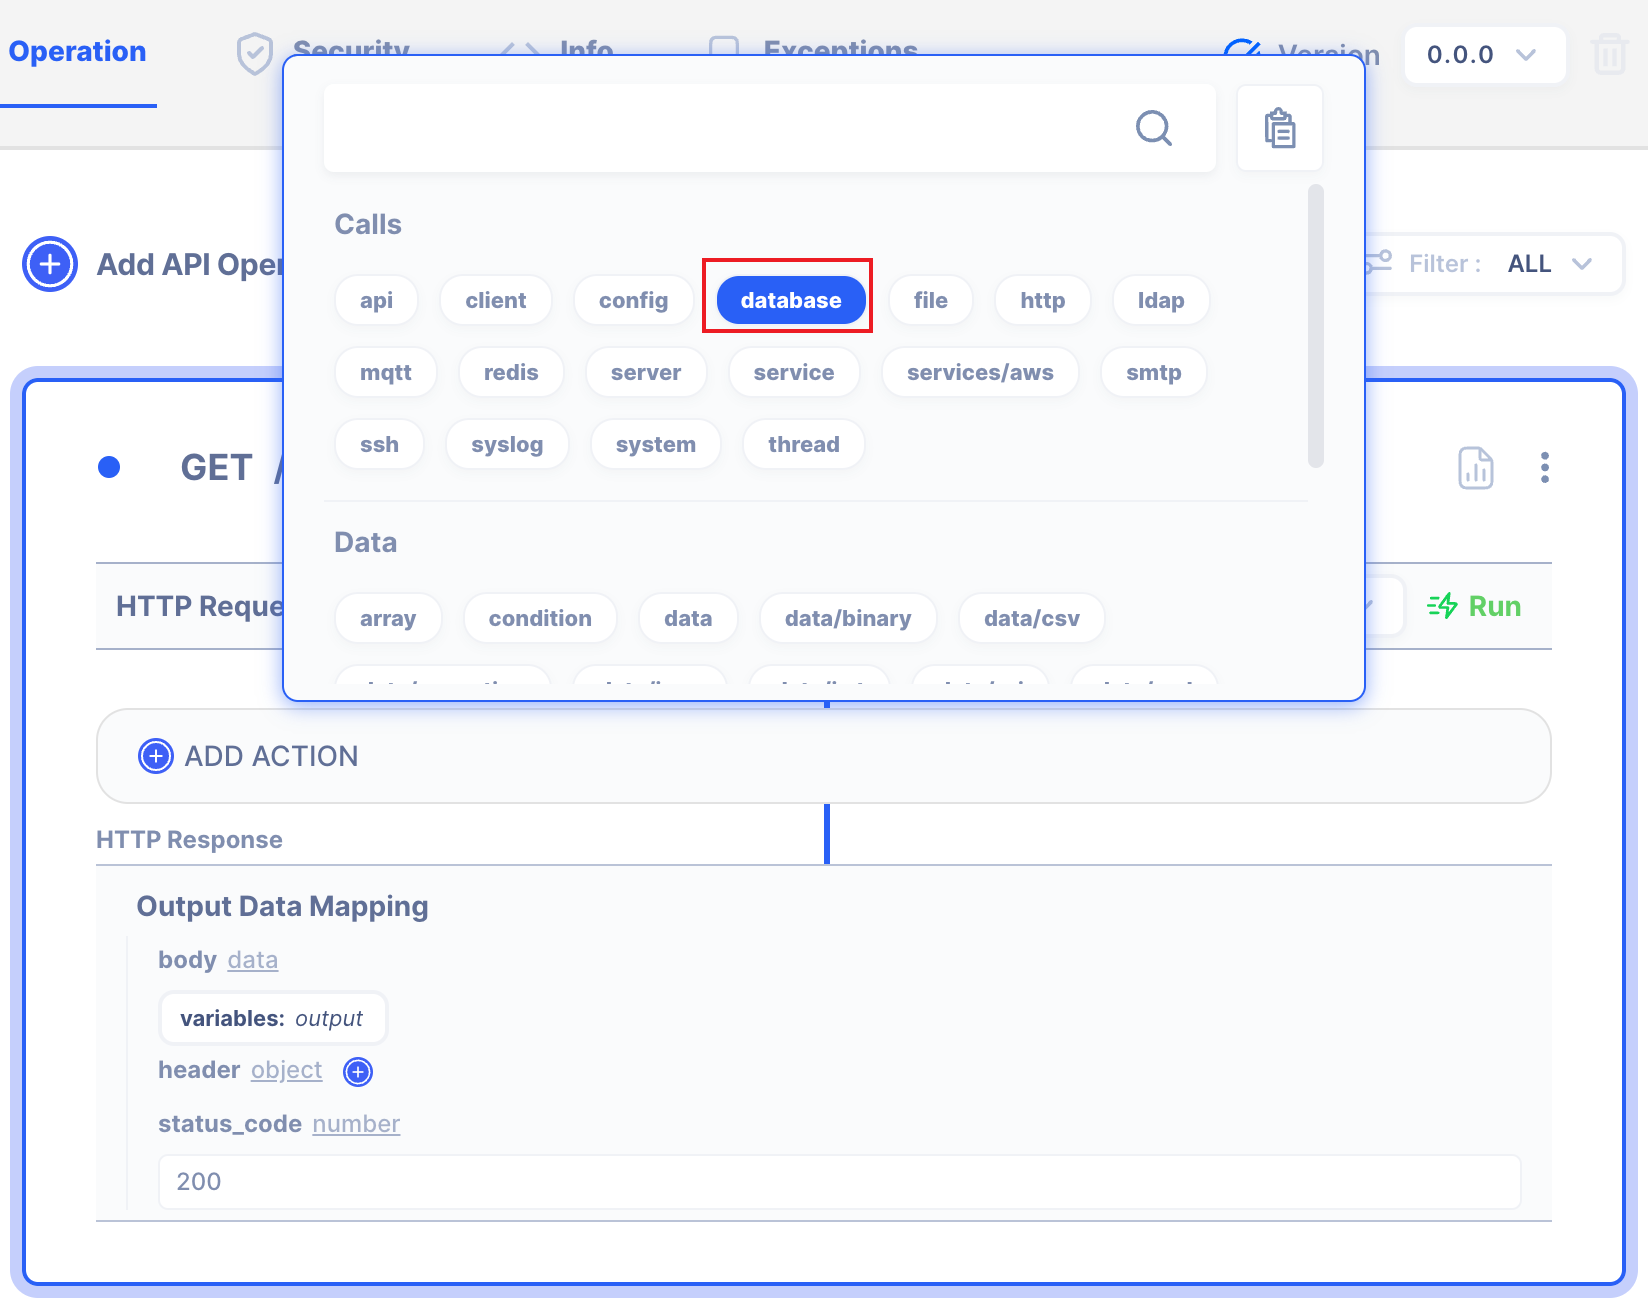 Operation
Security
Info
Exceptions
Version
0.0.0
Calls
Add API Oper
Filter :
ALL
api
client
config
database
file
http
ldap
mqtt
redis
server
service
services/aws
smtp
ssh
syslog
system
thread
GET /
Data
HTTP Reque
array
condition
data
data/binary
data/csv
Run
ADD ACTION
HTTP Response
Output Data Mapping
body data
variables: output
header object
status_code number
200